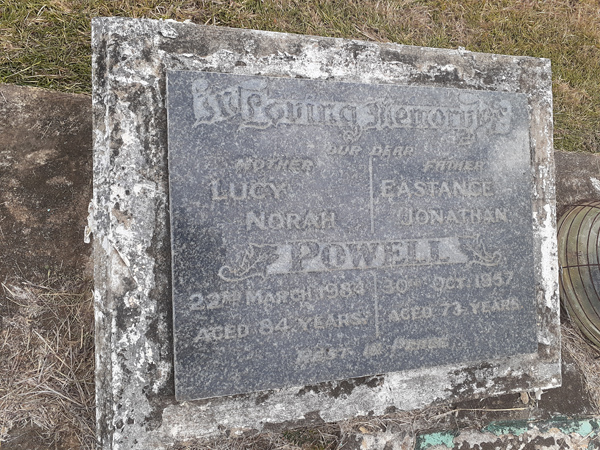 In Loving Memory of
OUR DEAR
MOTHER FATHER
LUCY EASTANCE
NORAH JONATHAN
POWELL
22ND MARCH 1984 30TH OCT. 1967
AGED 84 YEARS. AGED 73 YEARS.
REST IN PEACE